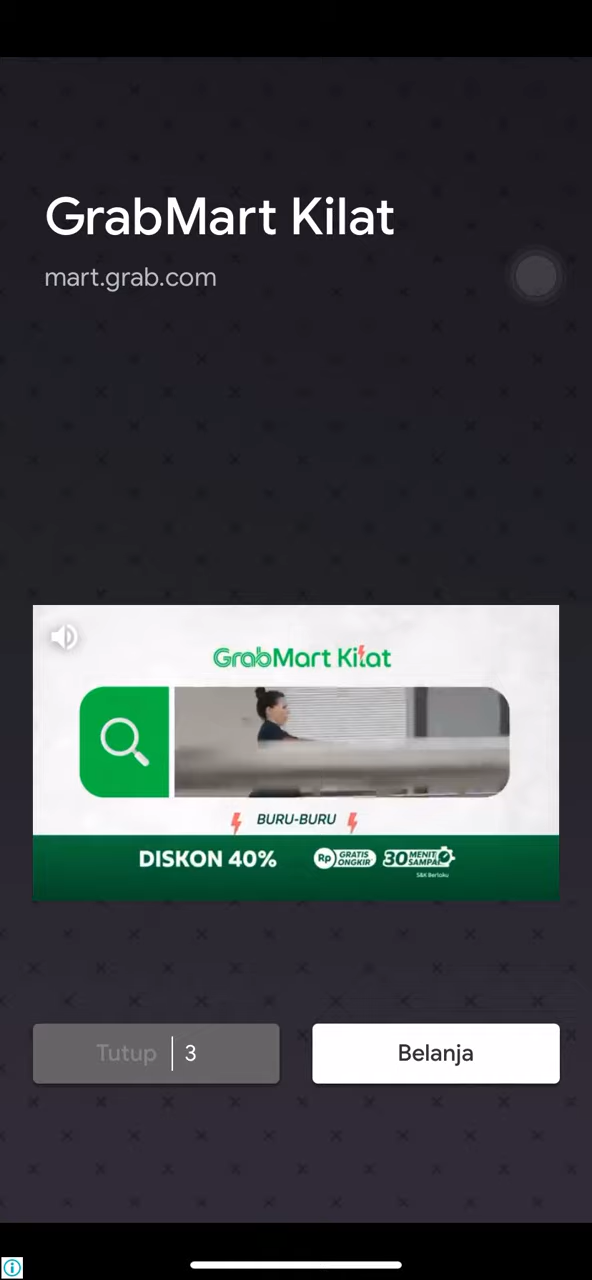 GrabMart Kilat
mart.grab.com
GrabMart Kilat
BURU-BURU
DISKON 40%
Rp GRATIS ONGKIR
30 MENIT SAMPAI
S&K Berlaku
Tutup 3
Belanja